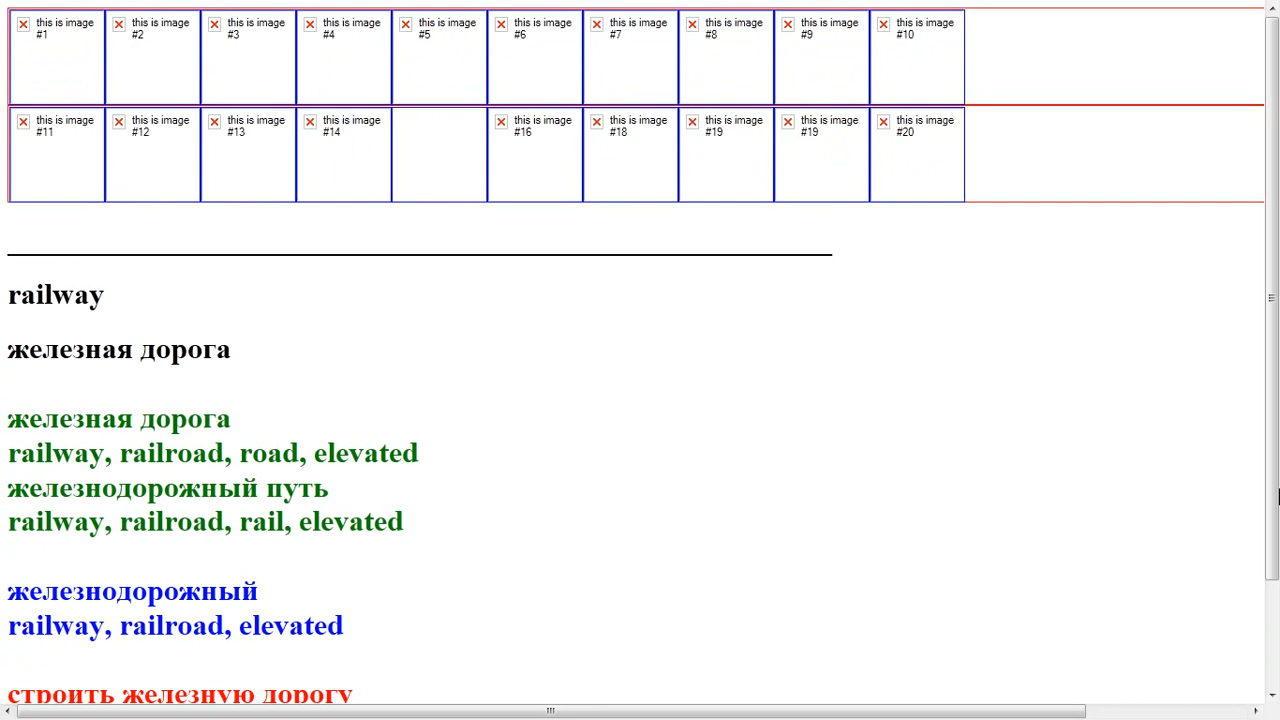 this is image #1 this is image #2 this is image #3 this is image #4 this is image #5 this is image #6 this is image #7 this is image #8 this is image #9 this is image #10
this is image #11 this is image #12 this is image #13 this is image #14 this is image #16 this is image #18 this is image #19 this is image #19 this is image #20
railway
железная дорога
железная дорога
railway, railroad, road, elevated
железнодорожный путь
railway, railroad, rail, elevated
железнодорожный
railway, railroad, elevated
строить железную дорогу